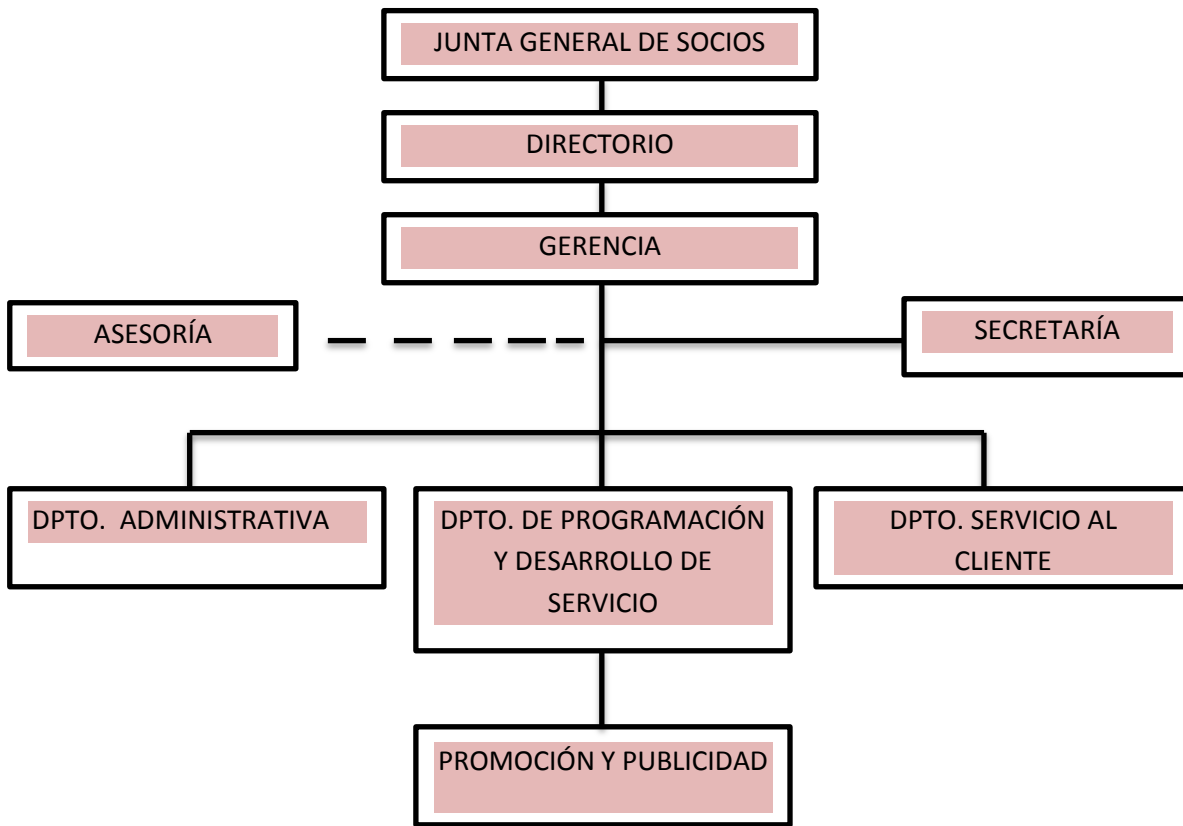 JUNTA GENERAL DE SOCIOS
DIRECTORIO
GERENCIA
ASESORÍA
SECRETARÍA
DPTO. ADMINISTRATIVA
DPTO. DE PROGRAMACIÓN
Y DESARROLLO DE
SERVICIO
DPTO. SERVICIO AL
CLIENTE
PROMOCIÓN Y PUBLICIDAD